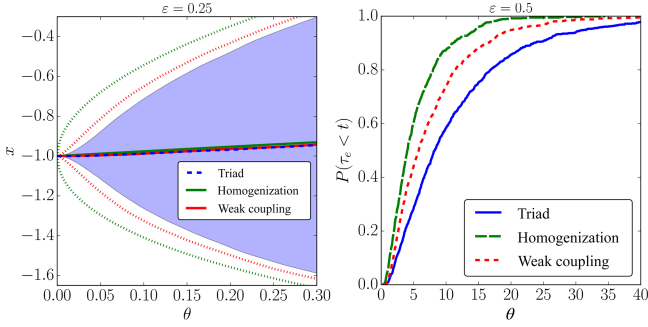 ε = 0.25
−0.4
−0.6
−0.8
−1.0
−1.2
−1.4
−1.6
x
0.00 0.05 0.10 0.15 0.20 0.25 0.30
θ
Triad
Homogenization
Weak coupling
ε = 0.5
1.0
0.8
0.6
0.4
0.2
0.0
P(τₑ < t)
0 5 10 15 20 25 30 35 40
θ
Triad
Homogenization
Weak coupling